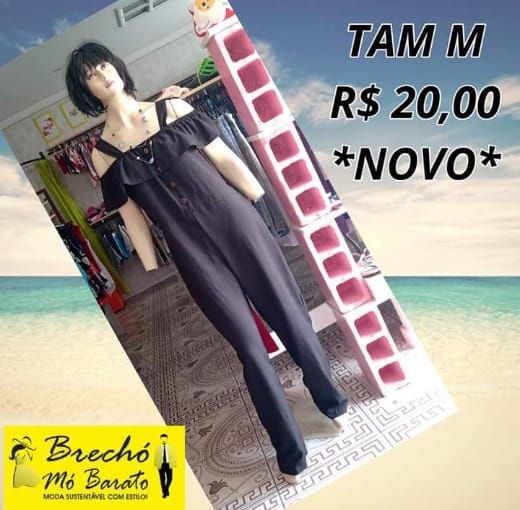 TAM M
R$ 20,00
*NOVO*
Brechó
Mó Barato
MODA SUSTENTÁVEL COM ESTILO!